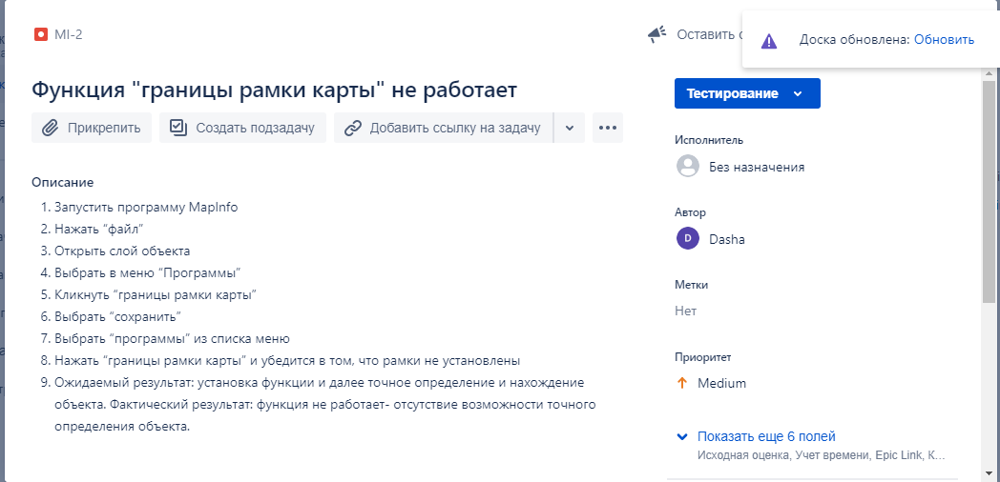 MI-2
Оставить
Доска обновлена: Обновить
Функция "границы рамки карты" не работает
Прикрепить
Создать подзадачу
Добавить ссылку на задачу
Тестирование
Описание
1. Запустить программу MapInfo
2. Нажать “файл”
3. Открыть слой объекта
4. Выбрать в меню “Программы”
5. Кликнуть “границы рамки карты”
6. Выбрать “сохранить”
7. Выбрать “программы” из списка меню
8. Нажать “границы рамки карты” и убедится в том, что рамки не установлены
9. Ожидаемый результат: установка функции и далее точное определение и нахождение
объекта. Фактический результат: функция не работает- отсутствие возможности точного
определения объекта.
Исполнитель
Без назначения
Автор
D
Dasha
Метки
Нет
Приоритет
Medium
Показать еще 6 полей
Исходная оценка, Учет времени, Epic Link, К...